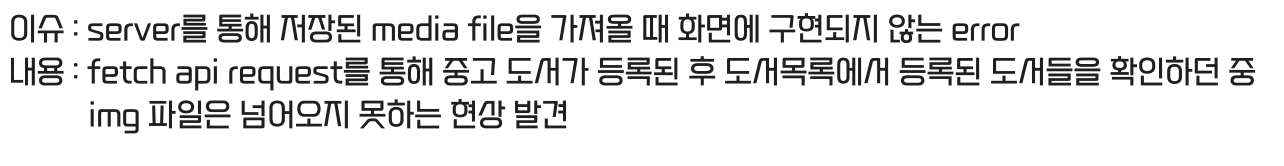 이슈 : server를 통해 저장된 media file을 가져올 때 화면에 구현되지 않는 error
내용 : fetch api request를 통해 중고 도서가 등록된 후 도서목록에서 등록된 도서들을 확인하던 중
img 파일은 넘어오지 못하는 현상 발견